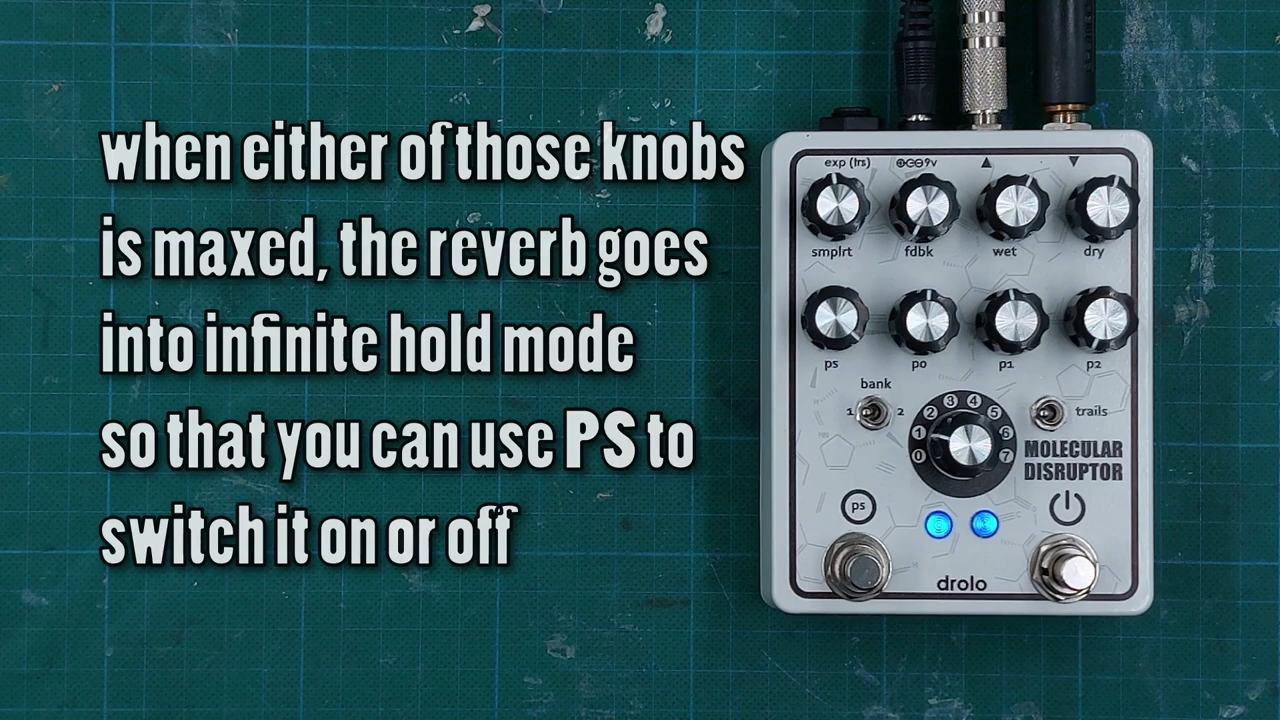 when either of those knobs
is maxed, the reverb goes
into infinite hold mode
so that you can use PS to
switch it on or off
exp (trs) 9v
smplrt fdbk wet dry
ps p0 p1 p2
bank
1 2
trails
0 1 2 3 4 5 6 7
MOLECULAR
DISRUPTOR
ps
drolo